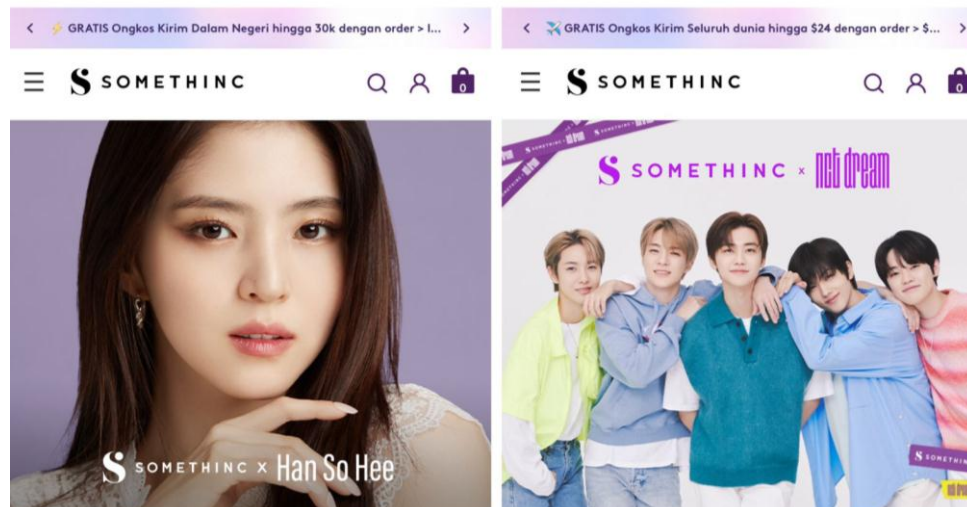 ⚡ GRATIS Ongkos Kirim Dalam Negeri hingga 30k dengan order > I...
SOMETHINC
0
SOMETHINC X Han So Hee
✈️ GRATIS Ongkos Kirim Seluruh dunia hingga $24 dengan order > $...
SOMETHINC
0
SOMETHINC x nct dream
SOMETHINC